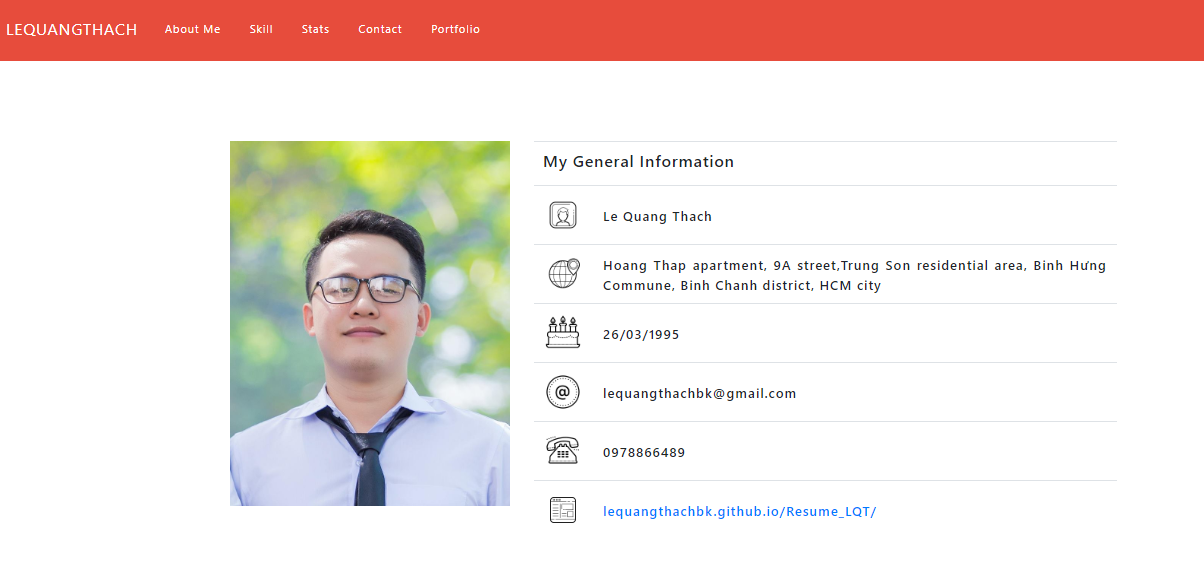 LEQUANGTHACH About Me Skill Stats Contact Portfolio
My General Information
Le Quang Thach
Hoang Thap apartment, 9A street,Trung Son residential area, Binh Hưng
Commune, Binh Chanh district, HCM city
26/03/1995
@
lequangthachbk@gmail.com
0978866489
lequangthachbk.github.io/Resume_LQT/